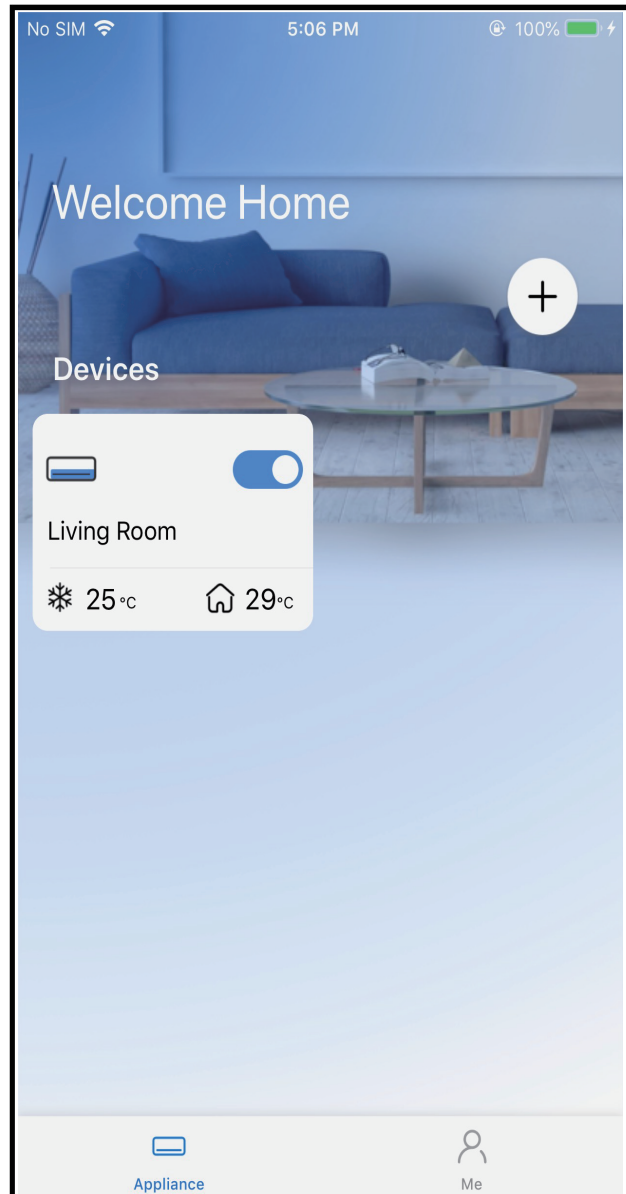 No SIM 5:06 PM 100%
Welcome Home
+
Devices
Living Room
25 °C 29 °C
Appliance Me